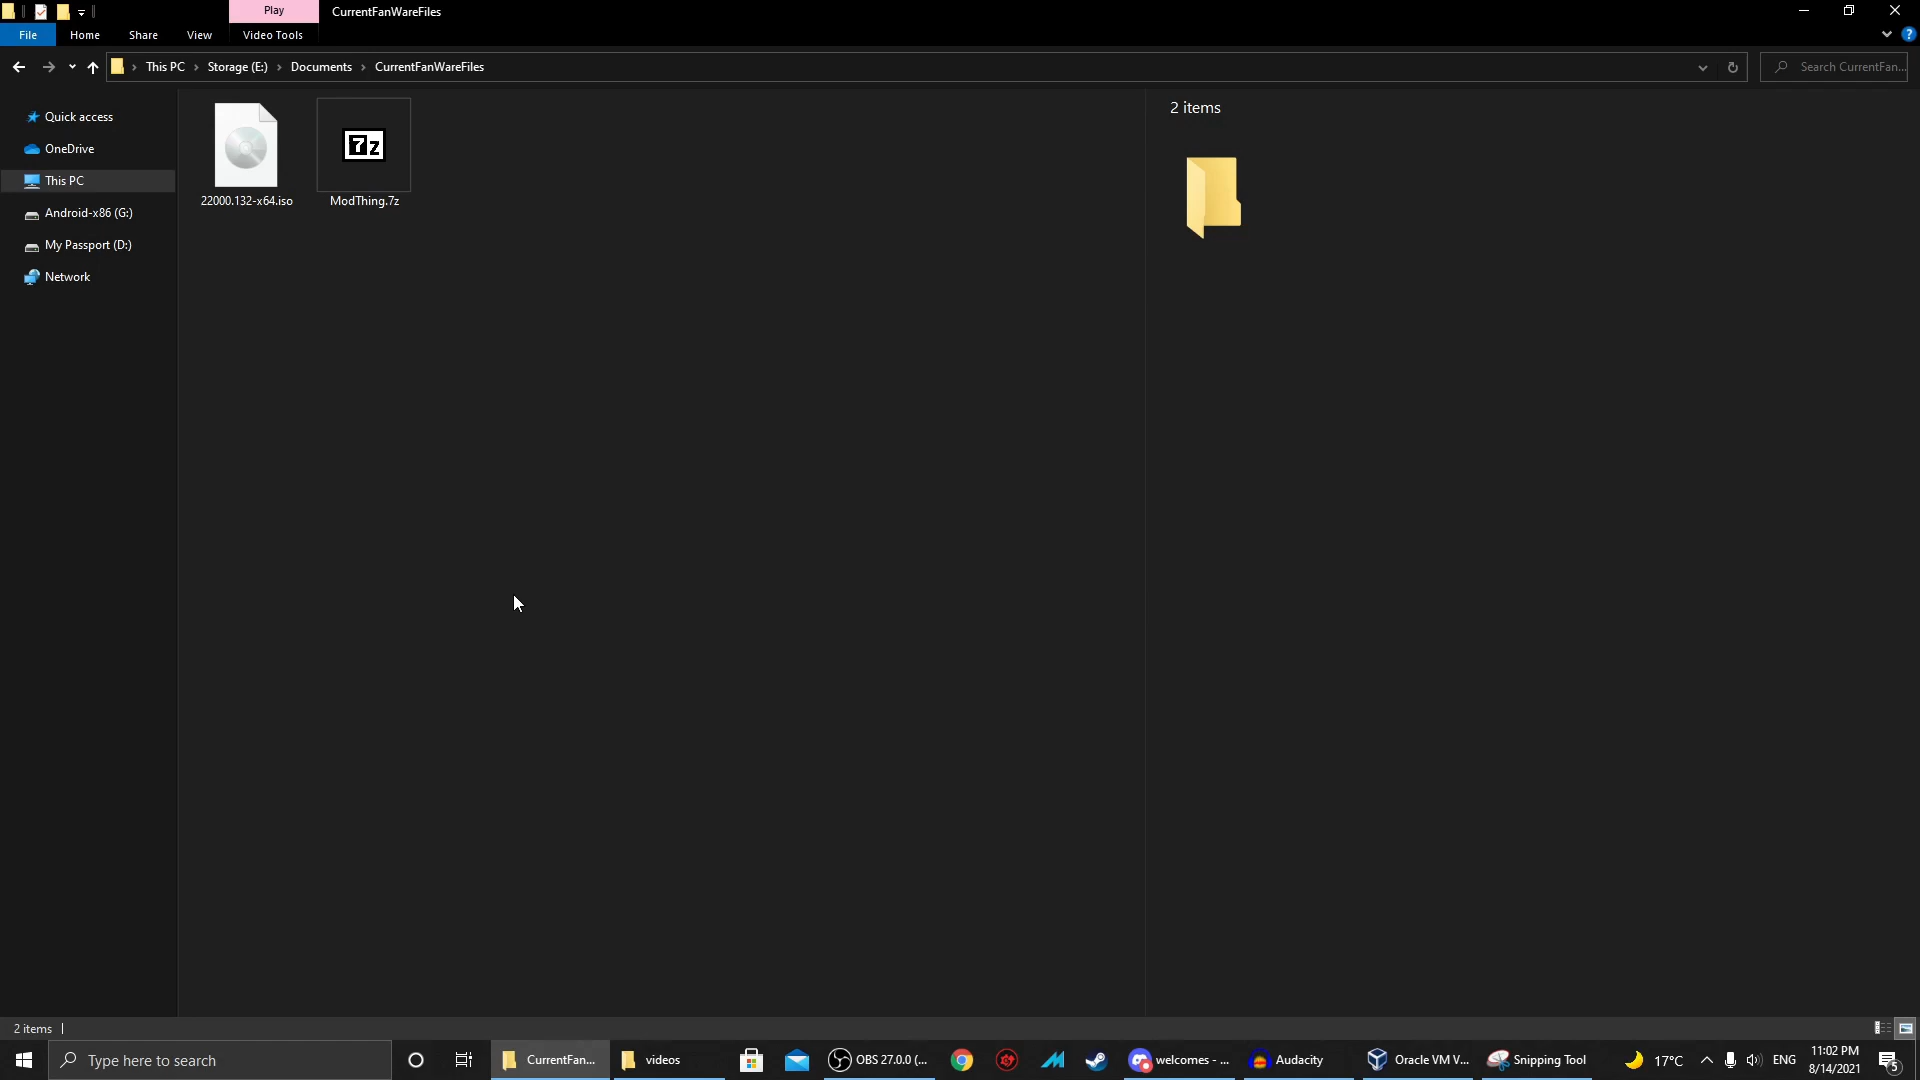 Play
CurrentFanWareFiles
File
Home
Share
View
Video Tools
?
This PC
Storage (E:)
Documents
CurrentFanWareFiles
Search CurrentFan...
Quick access
OneDrive
This PC
Android-x86 (G:)
My Passport (D:)
Network
22000.132-x64.iso
7z
ModThing.7z
2 items
2 items
Type here to search
CurrentFan...
videos
OBS 27.0.0 (...
welcomes - ...
Audacity
Oracle VM V...
Snipping Tool
17°C
ENG
11:02 PM
8/14/2021
5